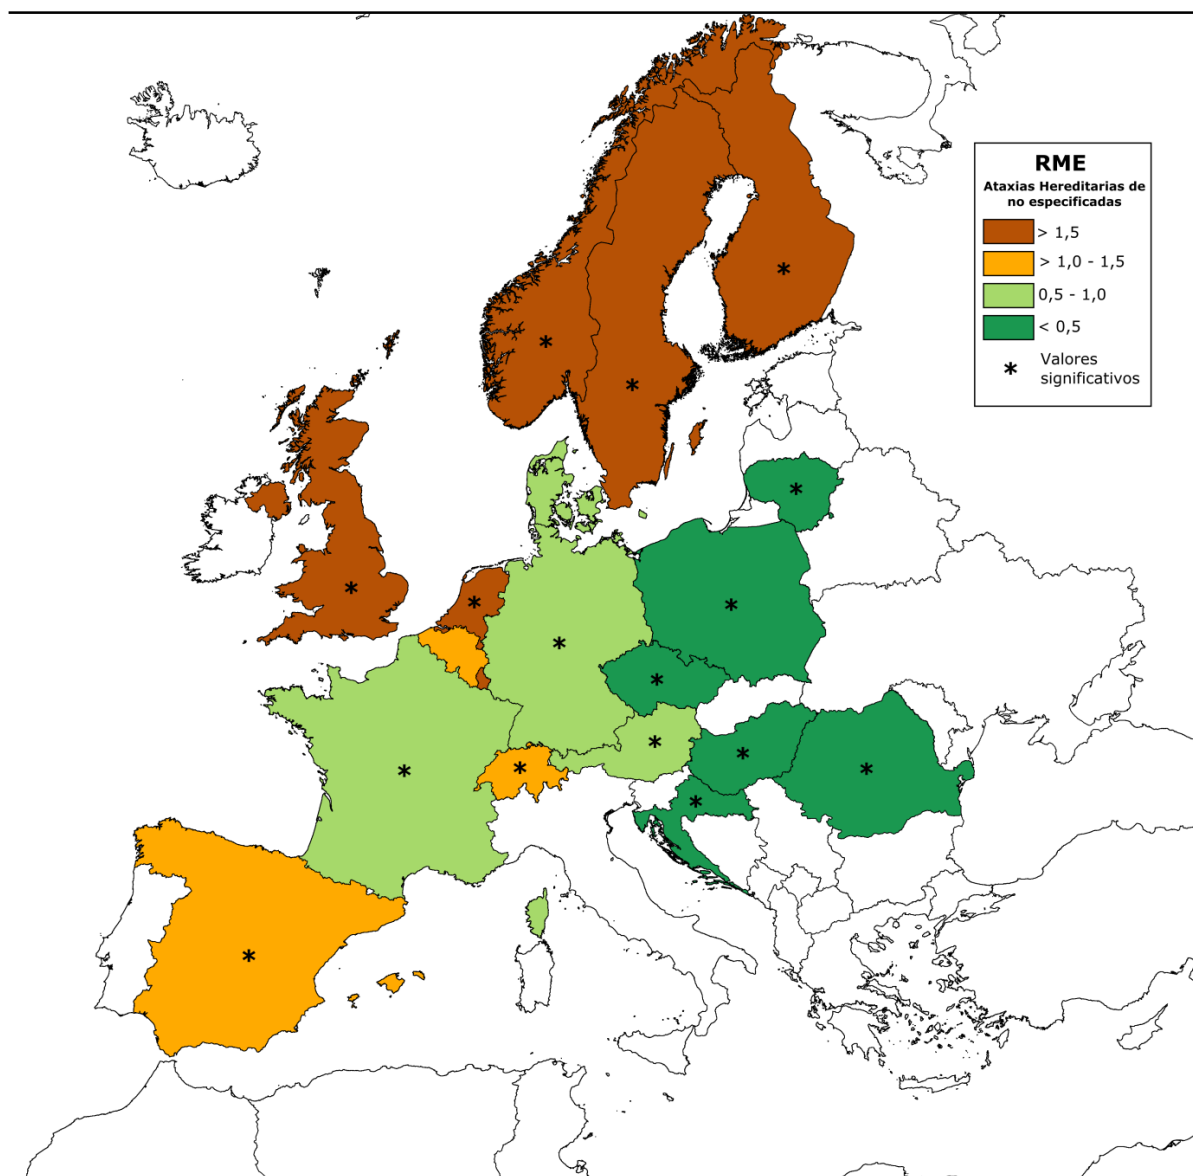 RME
Ataxias Hereditarias de
no especificadas
> 1,5
> 1,0 - 1,5
0,5 - 1,0
< 0,5
* Valores
significativos